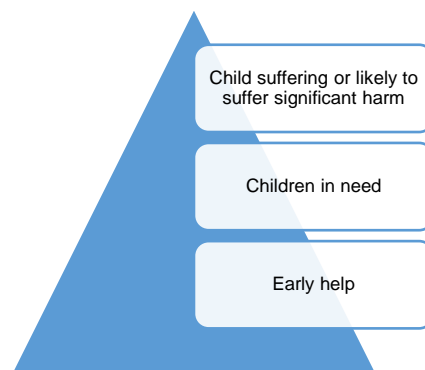 Child suffering or likely to
suffer significant harm
Children in need
Early help